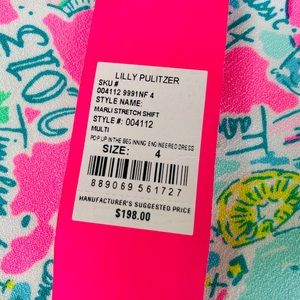 LILLY PULITZER
SKU #
004112 9991NF 4
STYLE NAME:
MARLI STRETCH SHIFT
STYLE #: 004112
MULTI
POP UP IN THE BEGINNING ENGINEERED DRESS
SIZE: 4
889069 561727
MANUFACTURER'S SUGGESTED PRICE
$198.00